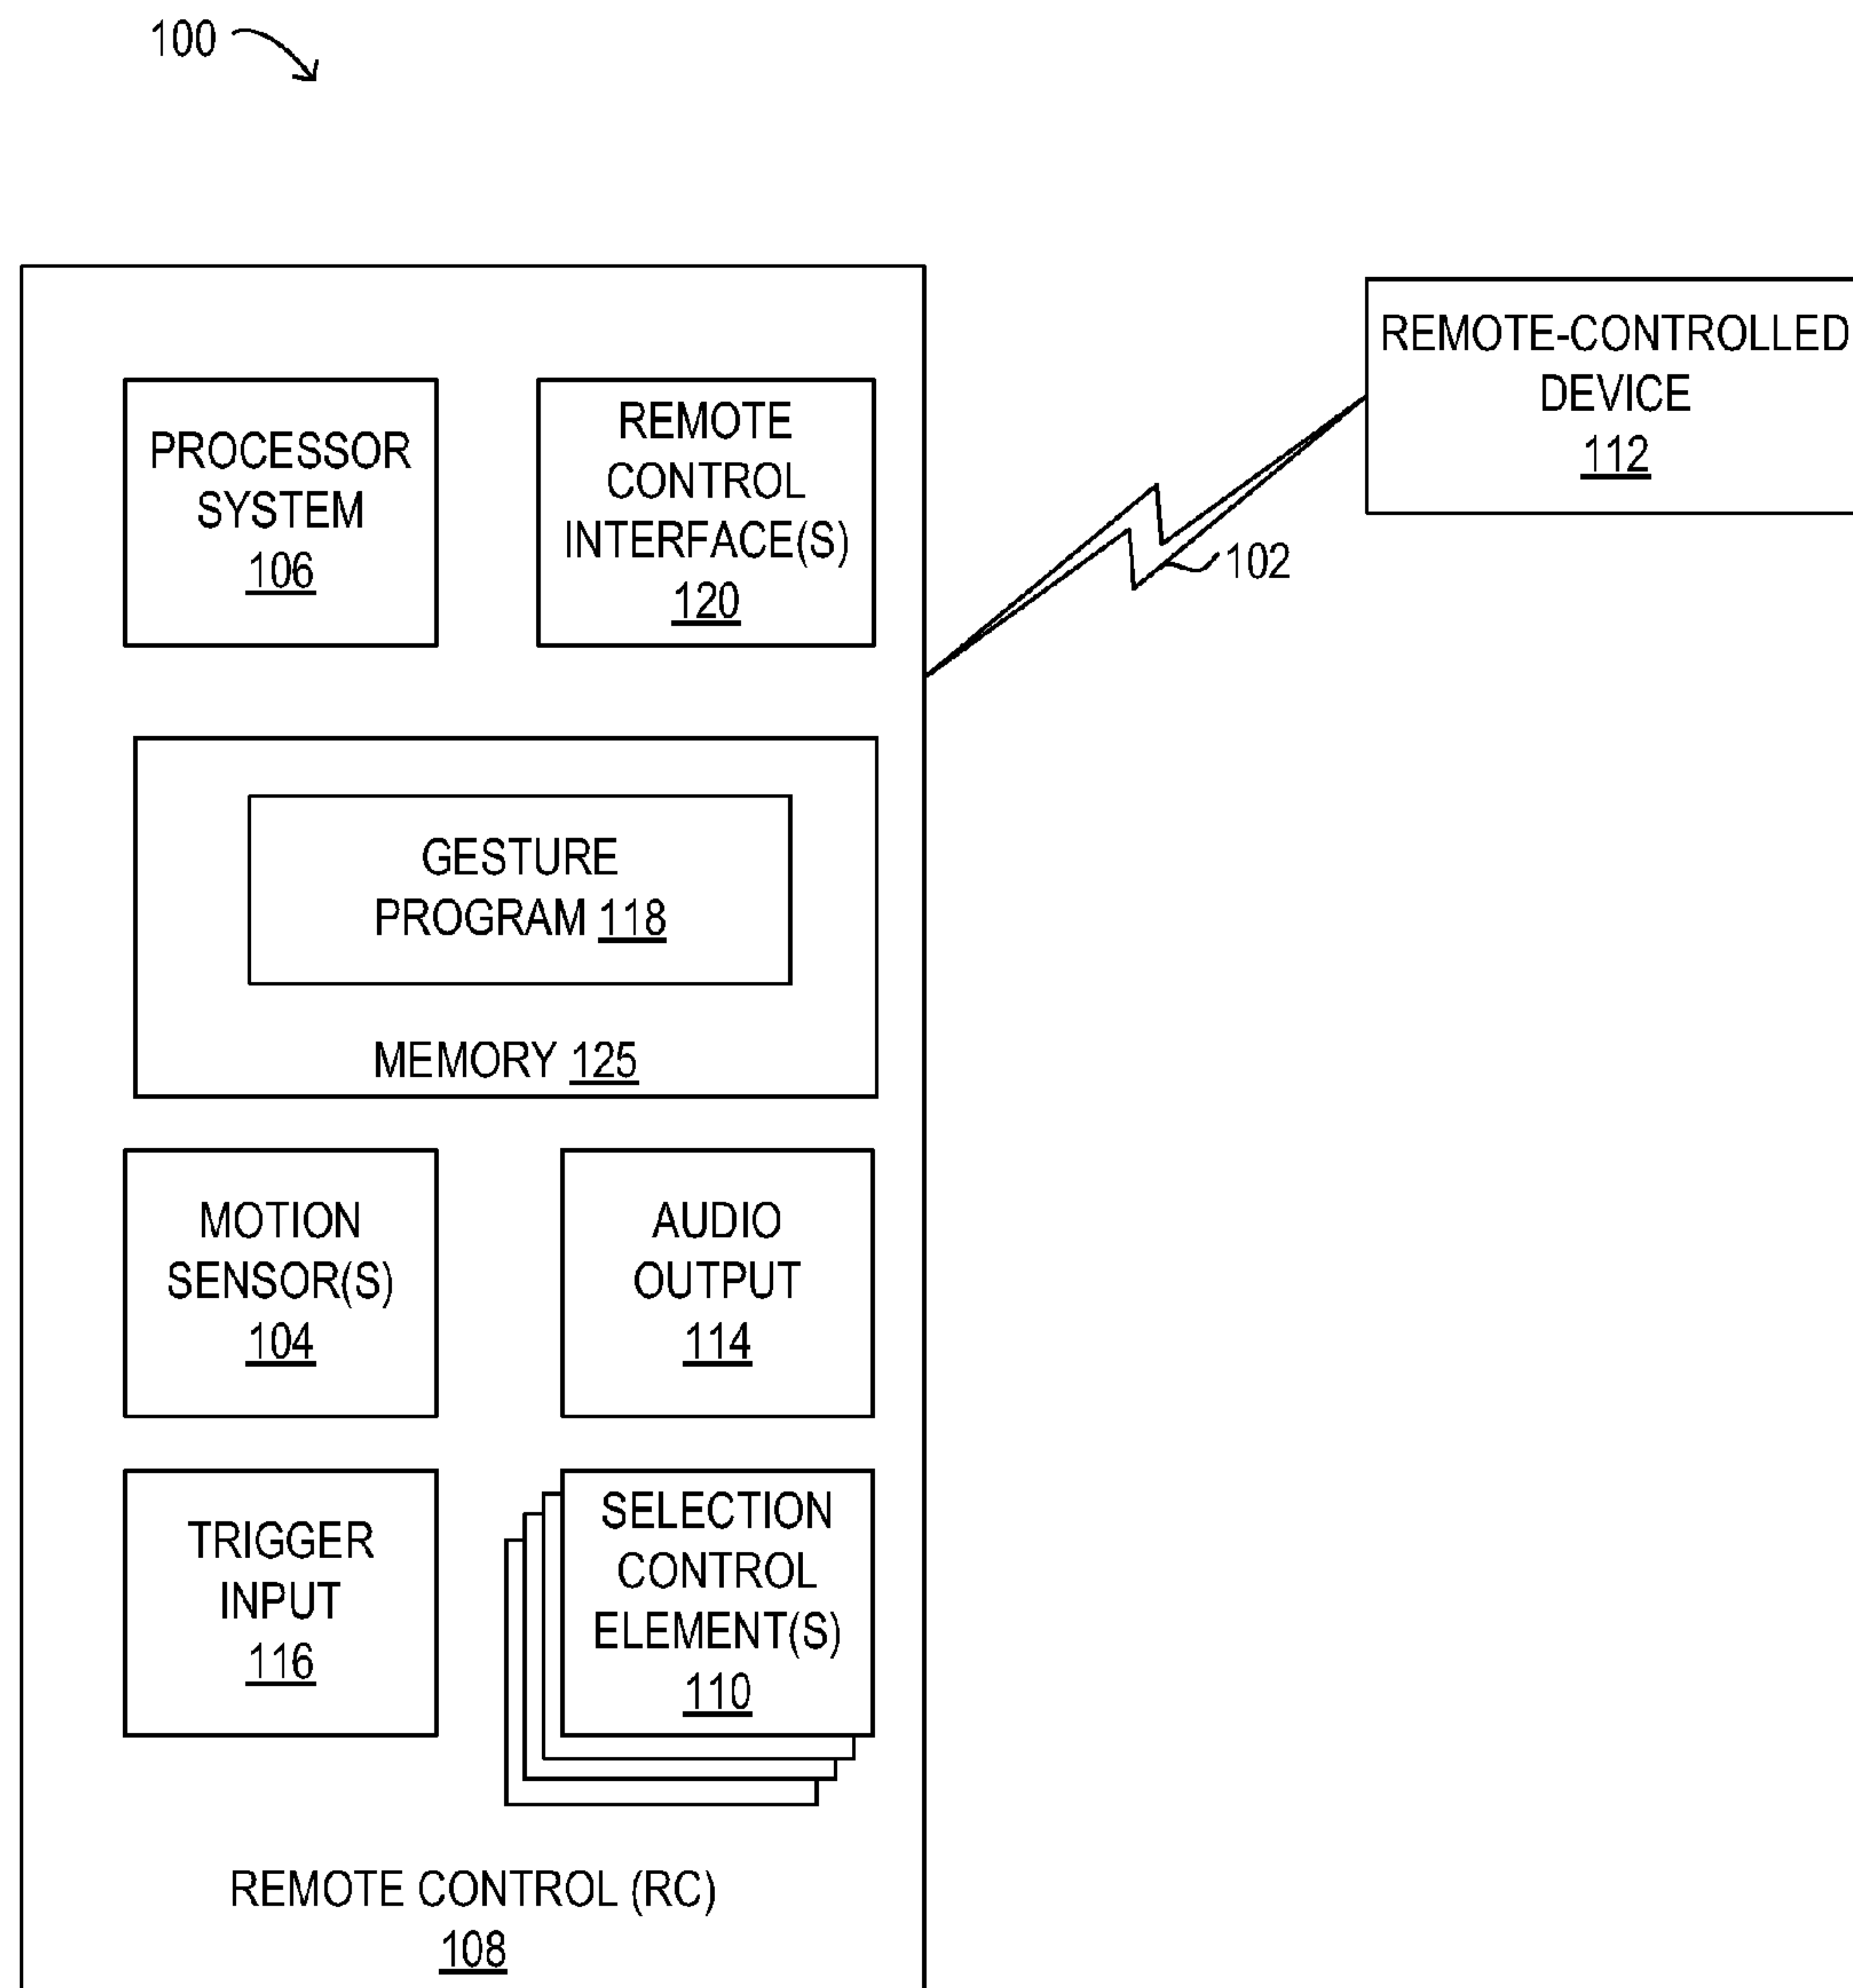 100
REMOTE-CONTROLLED
DEVICE
112
102
PROCESSOR
SYSTEM
106
REMOTE
CONTROL
INTERFACE(S)
120
GESTURE
PROGRAM 118
MEMORY 125
MOTION
SENSOR(S)
104
AUDIO
OUTPUT
114
TRIGGER
INPUT
116
SELECTION
CONTROL
ELEMENT(S)
110
REMOTE CONTROL (RC)
108